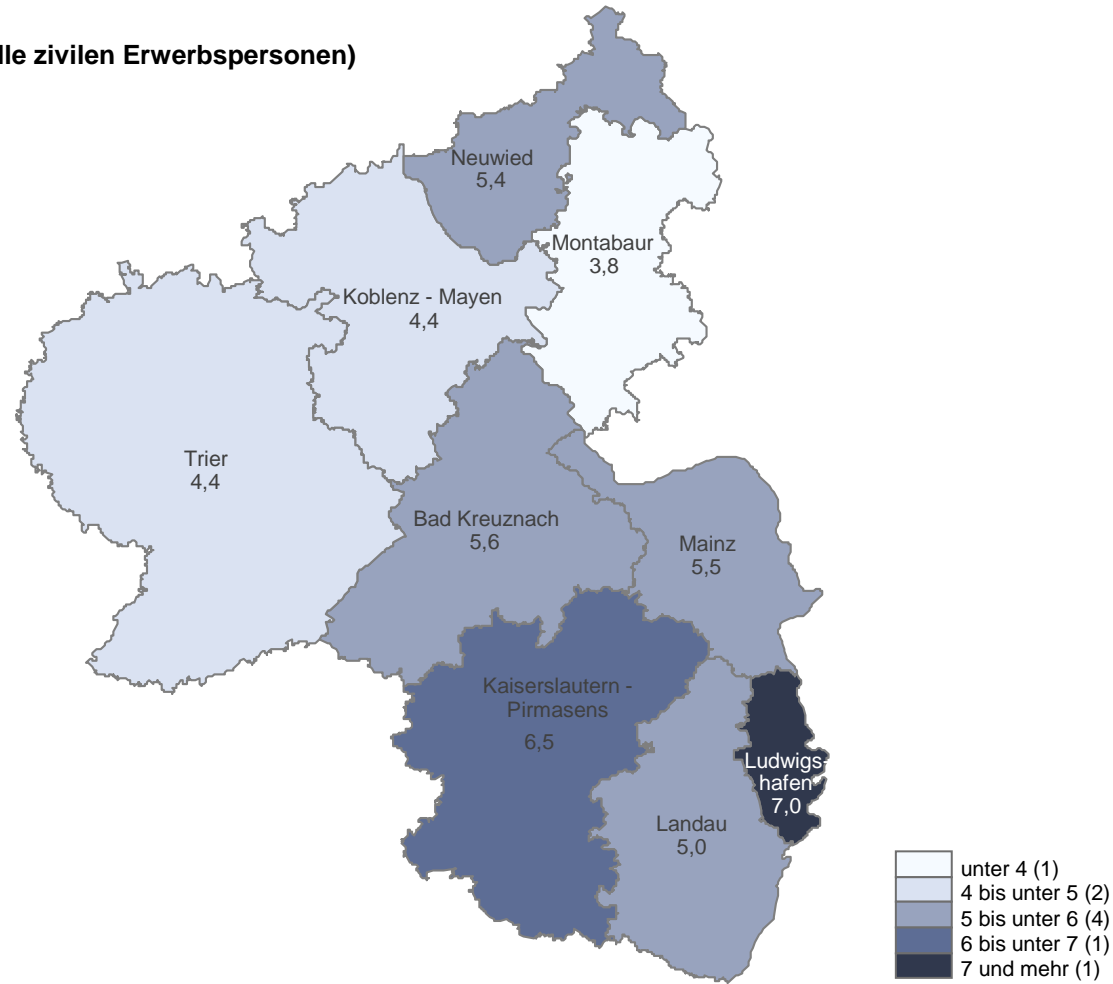 lle zivilen Erwerbspersonen)
Neuwied
5,4
Montabaur
3,8
Koblenz - Mayen
4,4
Trier
4,4
Bad Kreuznach
5,6
Mainz
5,5
Kaiserslautern -
Pirmasens
6,5
Ludwigs-
hafen
7,0
Landau
5,0
unter 4 (1)
4 bis unter 5 (2)
5 bis unter 6 (4)
6 bis unter 7 (1)
7 und mehr (1)